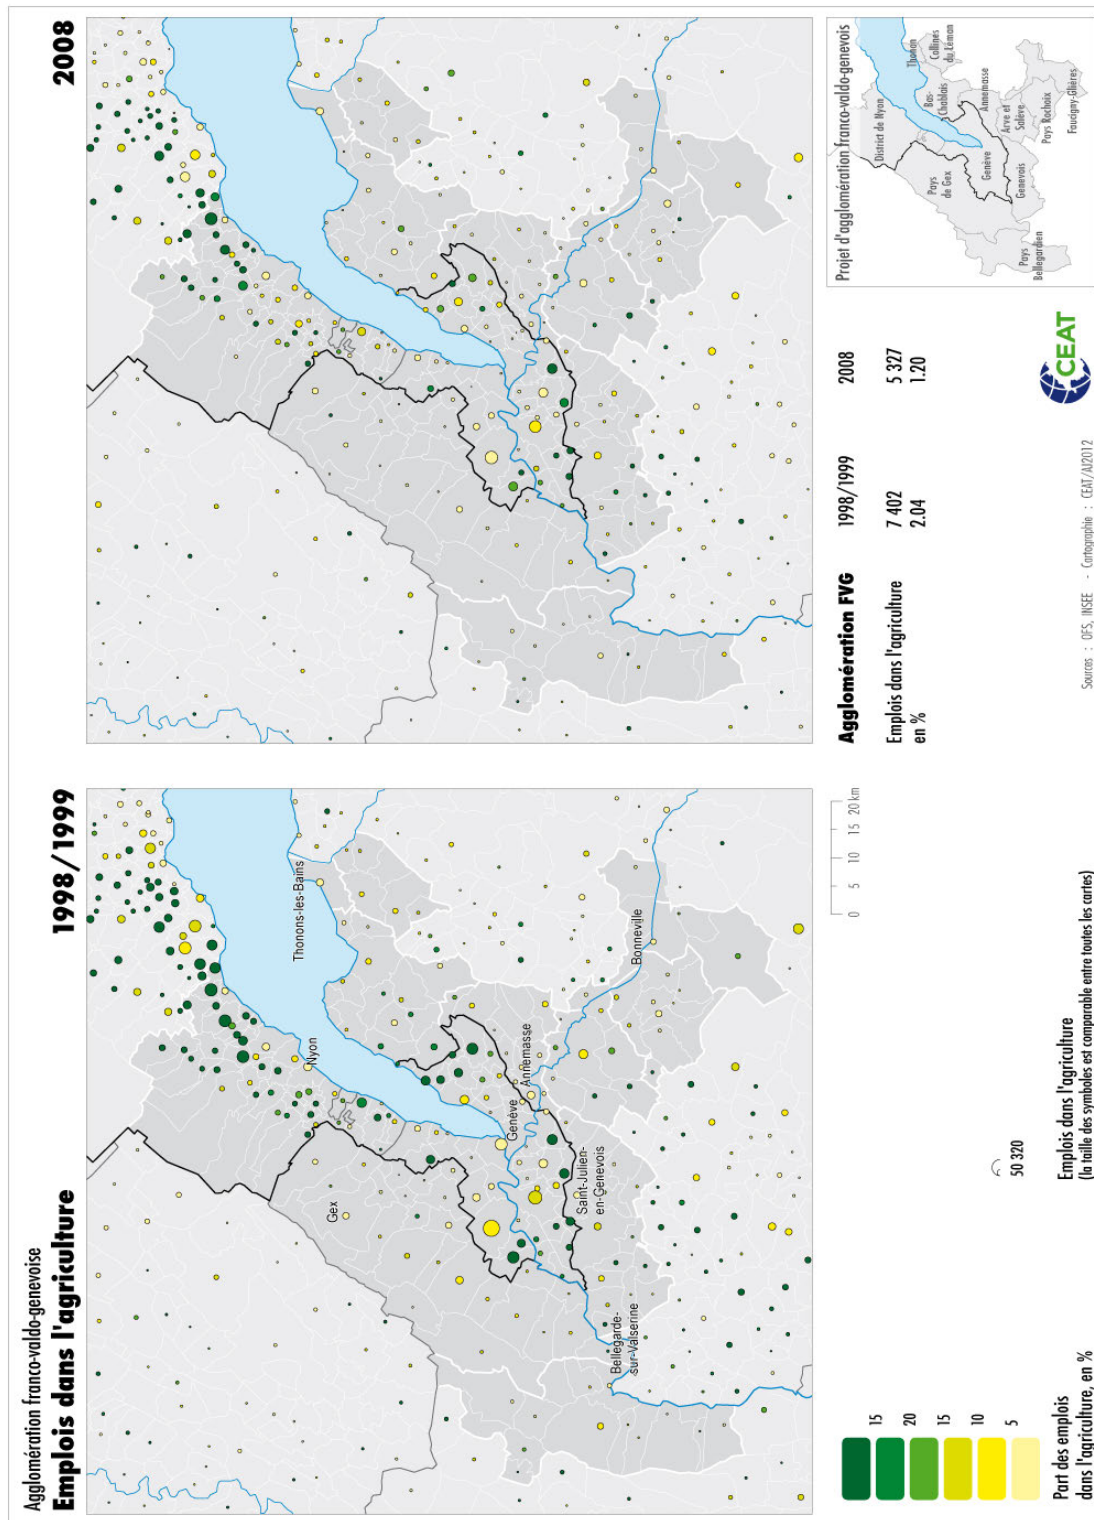 Agglomération franco-valdo-genevoise
Emplois dans l'agriculture
1998/1999
Gex
Nyon
Thonons-les-Bains
Genève
Annemasse
Saint-Julien-
en-Genevois
Bonneville
Bellegarde-
sur-Valserine
2008
15
20
15
10
5
Part des emplois
dans l'agriculture, en %
50 320
Emplois dans l'agriculture
(la taille des symboles est comparable entre toutes les cartes)
0 5 10 15 20 km
Agglomération FVG
1998/1999
2008
Emplois dans l'agriculture
7 402
5 327
en %
2.04
1.20
Sources : OFS, INSEE - Cartographie : CEAT/AU2012
CEAT
Projet d'agglomération franco-valdo-genevois
District de Nyon
Thonon
Collines
du Léman
Bas-
Chablais
Pays
de Gex
Annemasse
Genève
Arve et
Salève
Genevois
Pays Rochois
Faucigny-Glières
Pays
Bellegardien